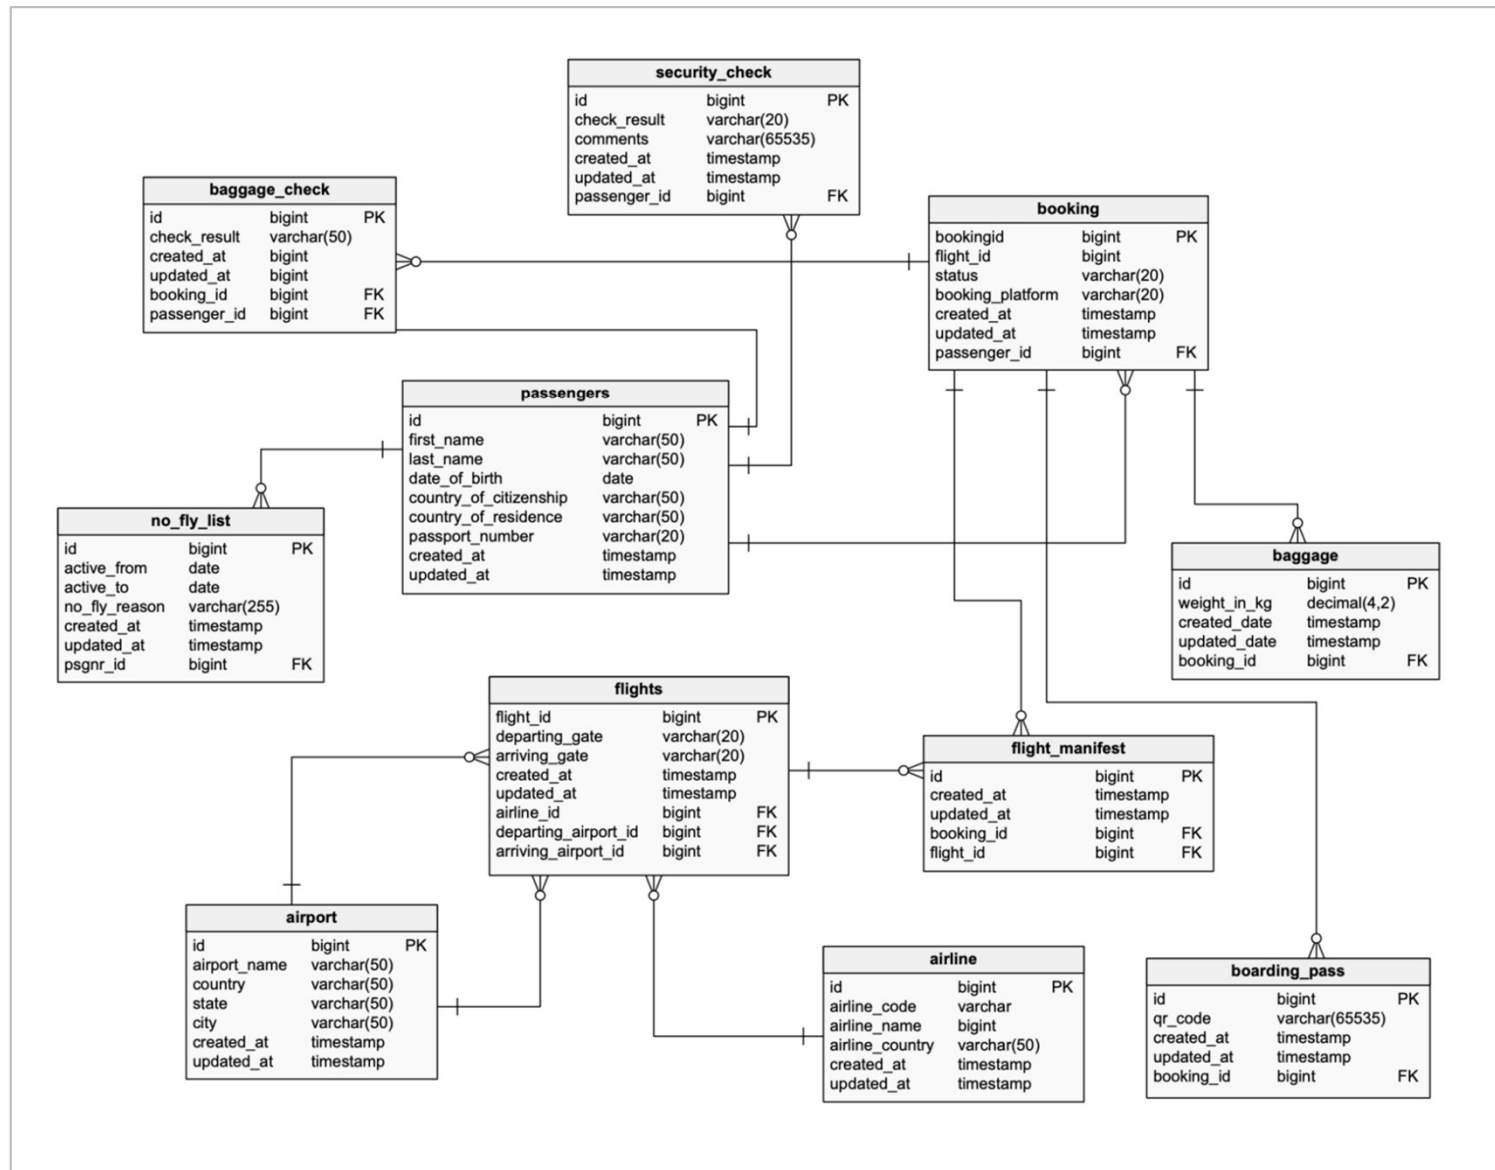 security_check
id bigint PK
check_result varchar(20)
comments varchar(65535)
created_at timestamp
updated_at timestamp
passenger_id bigint FK
baggage_check
id bigint PK
check_result varchar(50)
created_at bigint
updated_at bigint
booking_id bigint FK
passenger_id bigint FK
booking
bookingid bigint PK
flight_id bigint
status varchar(20)
booking_platform varchar(20)
created_at timestamp
updated_at timestamp
passenger_id bigint FK
passengers
id bigint PK
first_name varchar(50)
last_name varchar(50)
date_of_birth date
country_of_citizenship varchar(50)
country_of_residence varchar(50)
passport_number varchar(20)
created_at timestamp
updated_at timestamp
no_fly_list
id bigint PK
active_from date
active_to date
no_fly_reason varchar(255)
created_at timestamp
updated_at timestamp
psgnr_id bigint FK
baggage
id bigint PK
weight_in_kg decimal(4,2)
created_date timestamp
updated_date timestamp
booking_id bigint FK
flights
flight_id bigint PK
departing_gate varchar(20)
arriving_gate varchar(20)
created_at timestamp
updated_at timestamp
airline_id bigint FK
departing_airport_id bigint FK
arriving_airport_id bigint FK
flight_manifest
id bigint PK
created_at timestamp
updated_at timestamp
booking_id bigint FK
flight_id bigint FK
airport
id bigint PK
airport_name varchar(50)
country varchar(50)
state varchar(50)
city varchar(50)
created_at timestamp
updated_at timestamp
airline
id bigint PK
airline_code varchar
airline_name bigint
airline_country varchar(50)
created_at timestamp
updated_at timestamp
boarding_pass
id bigint PK
qr_code varchar(65535)
created_at timestamp
updated_at timestamp
booking_id bigint FK